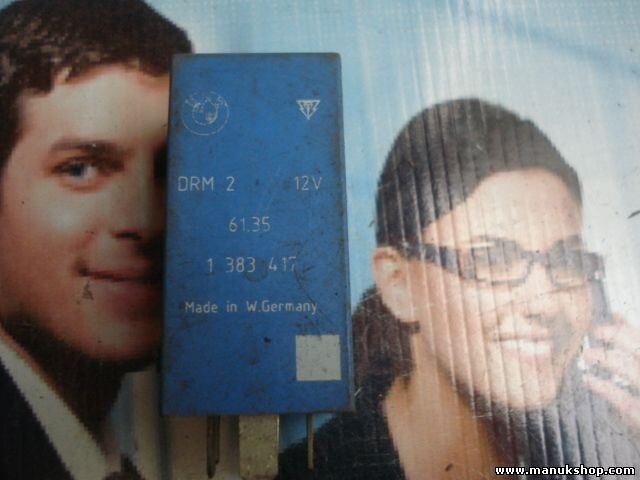 DRM 2 12V
61.35
1 383 417
Made in W.Germany
www.manukshop.com